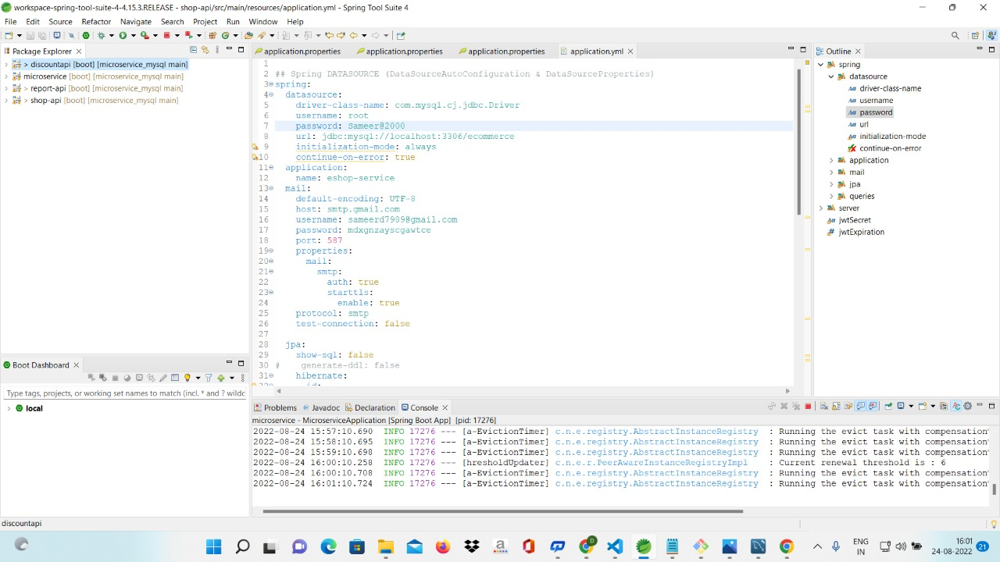 workspace-spring-tool-suite-4-4.15.3.RELEASE - shop-api/src/main/resources/application.yml - Spring Tool Suite 4
File Edit Source Refactor Navigate Search Project Run Window Help
Package Explorer
> discountapi [boot] [microservice_mysql main]
microservice [boot] [microservice_mysql main]
> report-api [boot] [microservice_mysql main]
> shop-api [boot] [microservice_mysql main]
Boot Dashboard
Type tags, projects, or working set names to match (incl. * and ? wildc
local
application.properties application.properties application.properties application.yml
1
2 ## Spring DATASOURCE (DataSourceAutoConfiguration & DataSourceProperties)
3 spring:
4 datasource:
5 driver-class-name: com.mysql.cj.jdbc.Driver
6 username: root
7 password: Sameer@2000
8 url: jdbc:mysql://localhost:3306/ecommerce
9 initialization-mode: always
10 continue-on-error: true
11 application:
12 name: eshop-service
13 mail:
14 default-encoding: UTF-8
15 host: smtp.gmail.com
16 username: sameerd7989@gmail.com
17 password: mdxgnzayscgawtce
18 port: 587
19 properties:
20 mail:
21 smtp:
22 auth: true
23 starttls:
24 enable: true
25 protocol: smtp
26 test-connection: false
27
28 jpa:
29 show-sql: false
30 # generate-ddl: false
31 hibernate:
Outline
spring
datasource
driver-class-name
username
password
url
initialization-mode
continue-on-error
application
mail
jpa
queries
server
jwtSecret
jwtExpiration
Problems Javadoc Declaration Console
microservice - MicroserviceApplication [Spring Boot App] [pid: 17276]
2022-08-24 15:57:10.690 INFO 17276 --- [a-EvictionTimer] c.n.e.registry.AbstractInstanceRegistry : Running the evict task with compensation
2022-08-24 15:58:10.695 INFO 17276 --- [a-EvictionTimer] c.n.e.registry.AbstractInstanceRegistry : Running the evict task with compensation
2022-08-24 15:59:10.698 INFO 17276 --- [a-EvictionTimer] c.n.e.registry.AbstractInstanceRegistry : Running the evict task with compensation
2022-08-24 16:00:10.258 INFO 17276 --- [hresholdUpdater] c.n.e.r.PeerAwareInstanceRegistryImpl : Current renewal threshold is : 6
2022-08-24 16:00:10.708 INFO 17276 --- [a-EvictionTimer] c.n.e.registry.AbstractInstanceRegistry : Running the evict task with compensation
2022-08-24 16:01:10.724 INFO 17276 --- [a-EvictionTimer] c.n.e.registry.AbstractInstanceRegistry : Running the evict task with compensation
discountapi
ENG
IN
16:01
24-08-2022
21